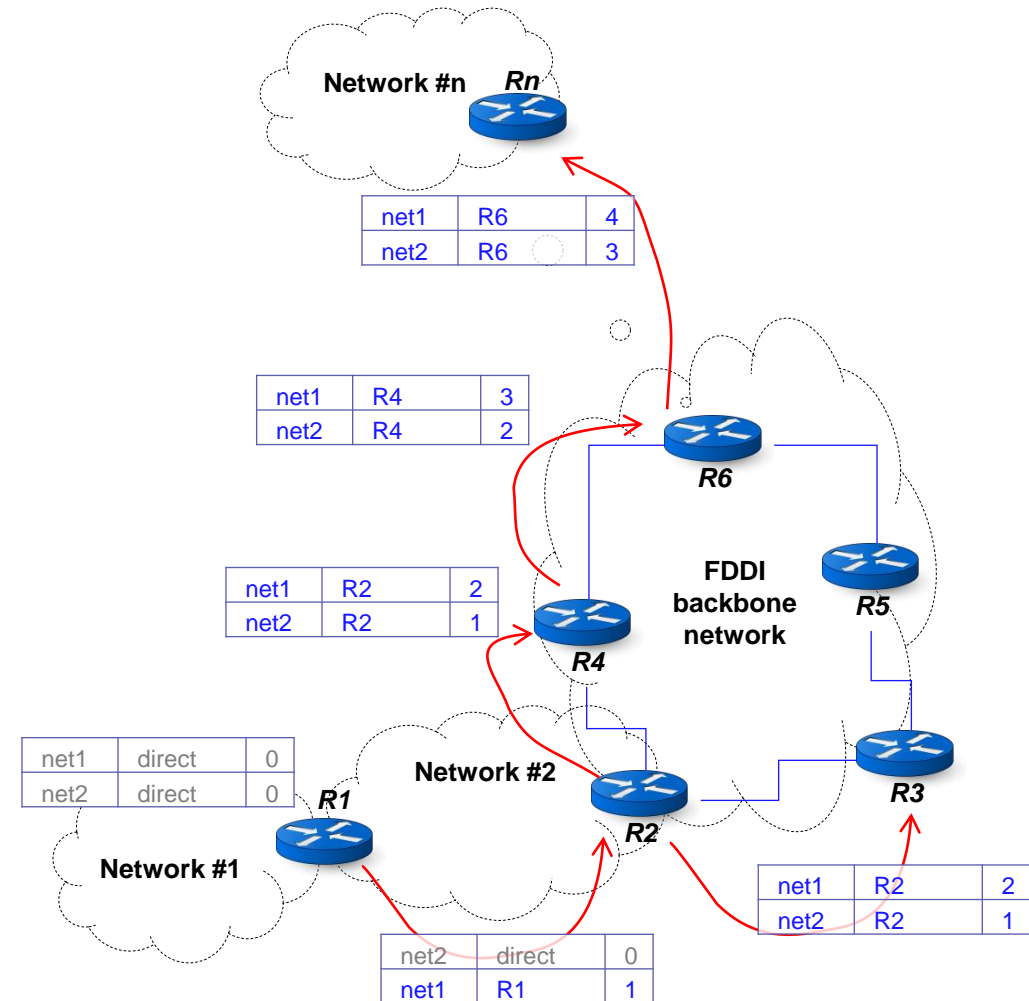 Network #n
Rn
net1 R6 4
net2 R6 3
net1 R4 3
net2 R4 2
R6
FDDI
backbone
network
R5
net1 R2 2
net2 R2 1
R4
net1 direct 0
net2 direct 0
Network #2
R1
R2
R3
Network #1
net1 R2 2
net2 R2 1
net2 direct 0
net1 R1 1